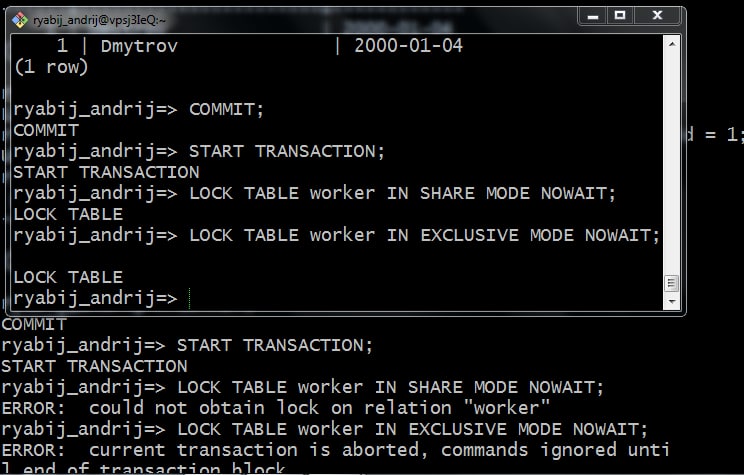 ryabij_andrij@vpsj3IeQ:~
1 | Dmytrov | 2000-01-04
(1 row)
ryabij_andrij=> COMMIT;
COMMIT
ryabij_andrij=> START TRANSACTION;
START TRANSACTION
ryabij_andrij=> LOCK TABLE worker IN SHARE MODE NOWAIT;
LOCK TABLE
ryabij_andrij=> LOCK TABLE worker IN EXCLUSIVE MODE NOWAIT;
LOCK TABLE
ryabij_andrij=>
d = 1;
COMMIT
ryabij_andrij=> START TRANSACTION;
START TRANSACTION
ryabij_andrij=> LOCK TABLE worker IN SHARE MODE NOWAIT;
ERROR:  could not obtain lock on relation "worker"
ryabij_andrij=> LOCK TABLE worker IN EXCLUSIVE MODE NOWAIT;
ERROR:  current transaction is aborted, commands ignored unti
l end of transaction block